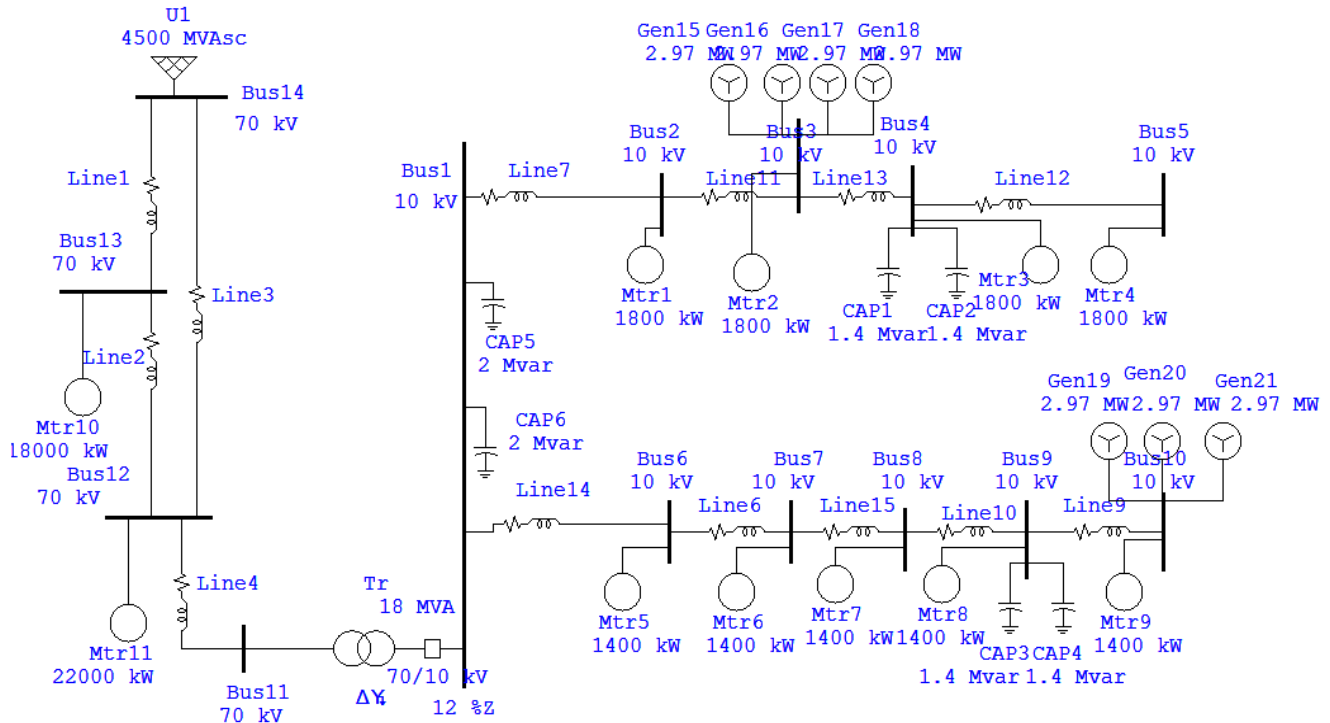 U1
4500 MVAsc
Bus14
70 kV
Line1
Bus13
70 kV
Line3
Line2
Mtr10
18000 kW
Bus12
70 kV
Line4
Mtr11
22000 kW
Bus11
70 kV
Tr
18 MVA
70/10 kV
12 %Z
ΔY
Bus1
10 kV
CAP5
2 Mvar
CAP6
2 Mvar
Line7
Bus2
10 kV
Mtr1
1800 kW
Line11
Gen15 Gen16 Gen17 Gen18
2.97 MW 2.97 MW 2.97 MW 2.97 MW
Bus3
10 kV
Mtr2
1800 kW
Line13
Bus4
10 kV
CAP1
1.4 Mvar
CAP2
1.4 Mvar
Mtr3
1800 kW
Line12
Bus5
10 kV
Mtr4
1800 kW
Line14
Bus6
10 kV
Mtr5
1400 kW
Line6
Bus7
10 kV
Mtr6
1400 kW
Line15
Bus8
10 kV
Mtr7
1400 kW
Line10
Bus9
10 kV
Mtr8
1400 kW
CAP3 CAP4
1.4 Mvar 1.4 Mvar
Line9
Gen19 Gen20 Gen21
2.97 MW 2.97 MW 2.97 MW
Bus10
10 kV
Mtr9
1400 kW